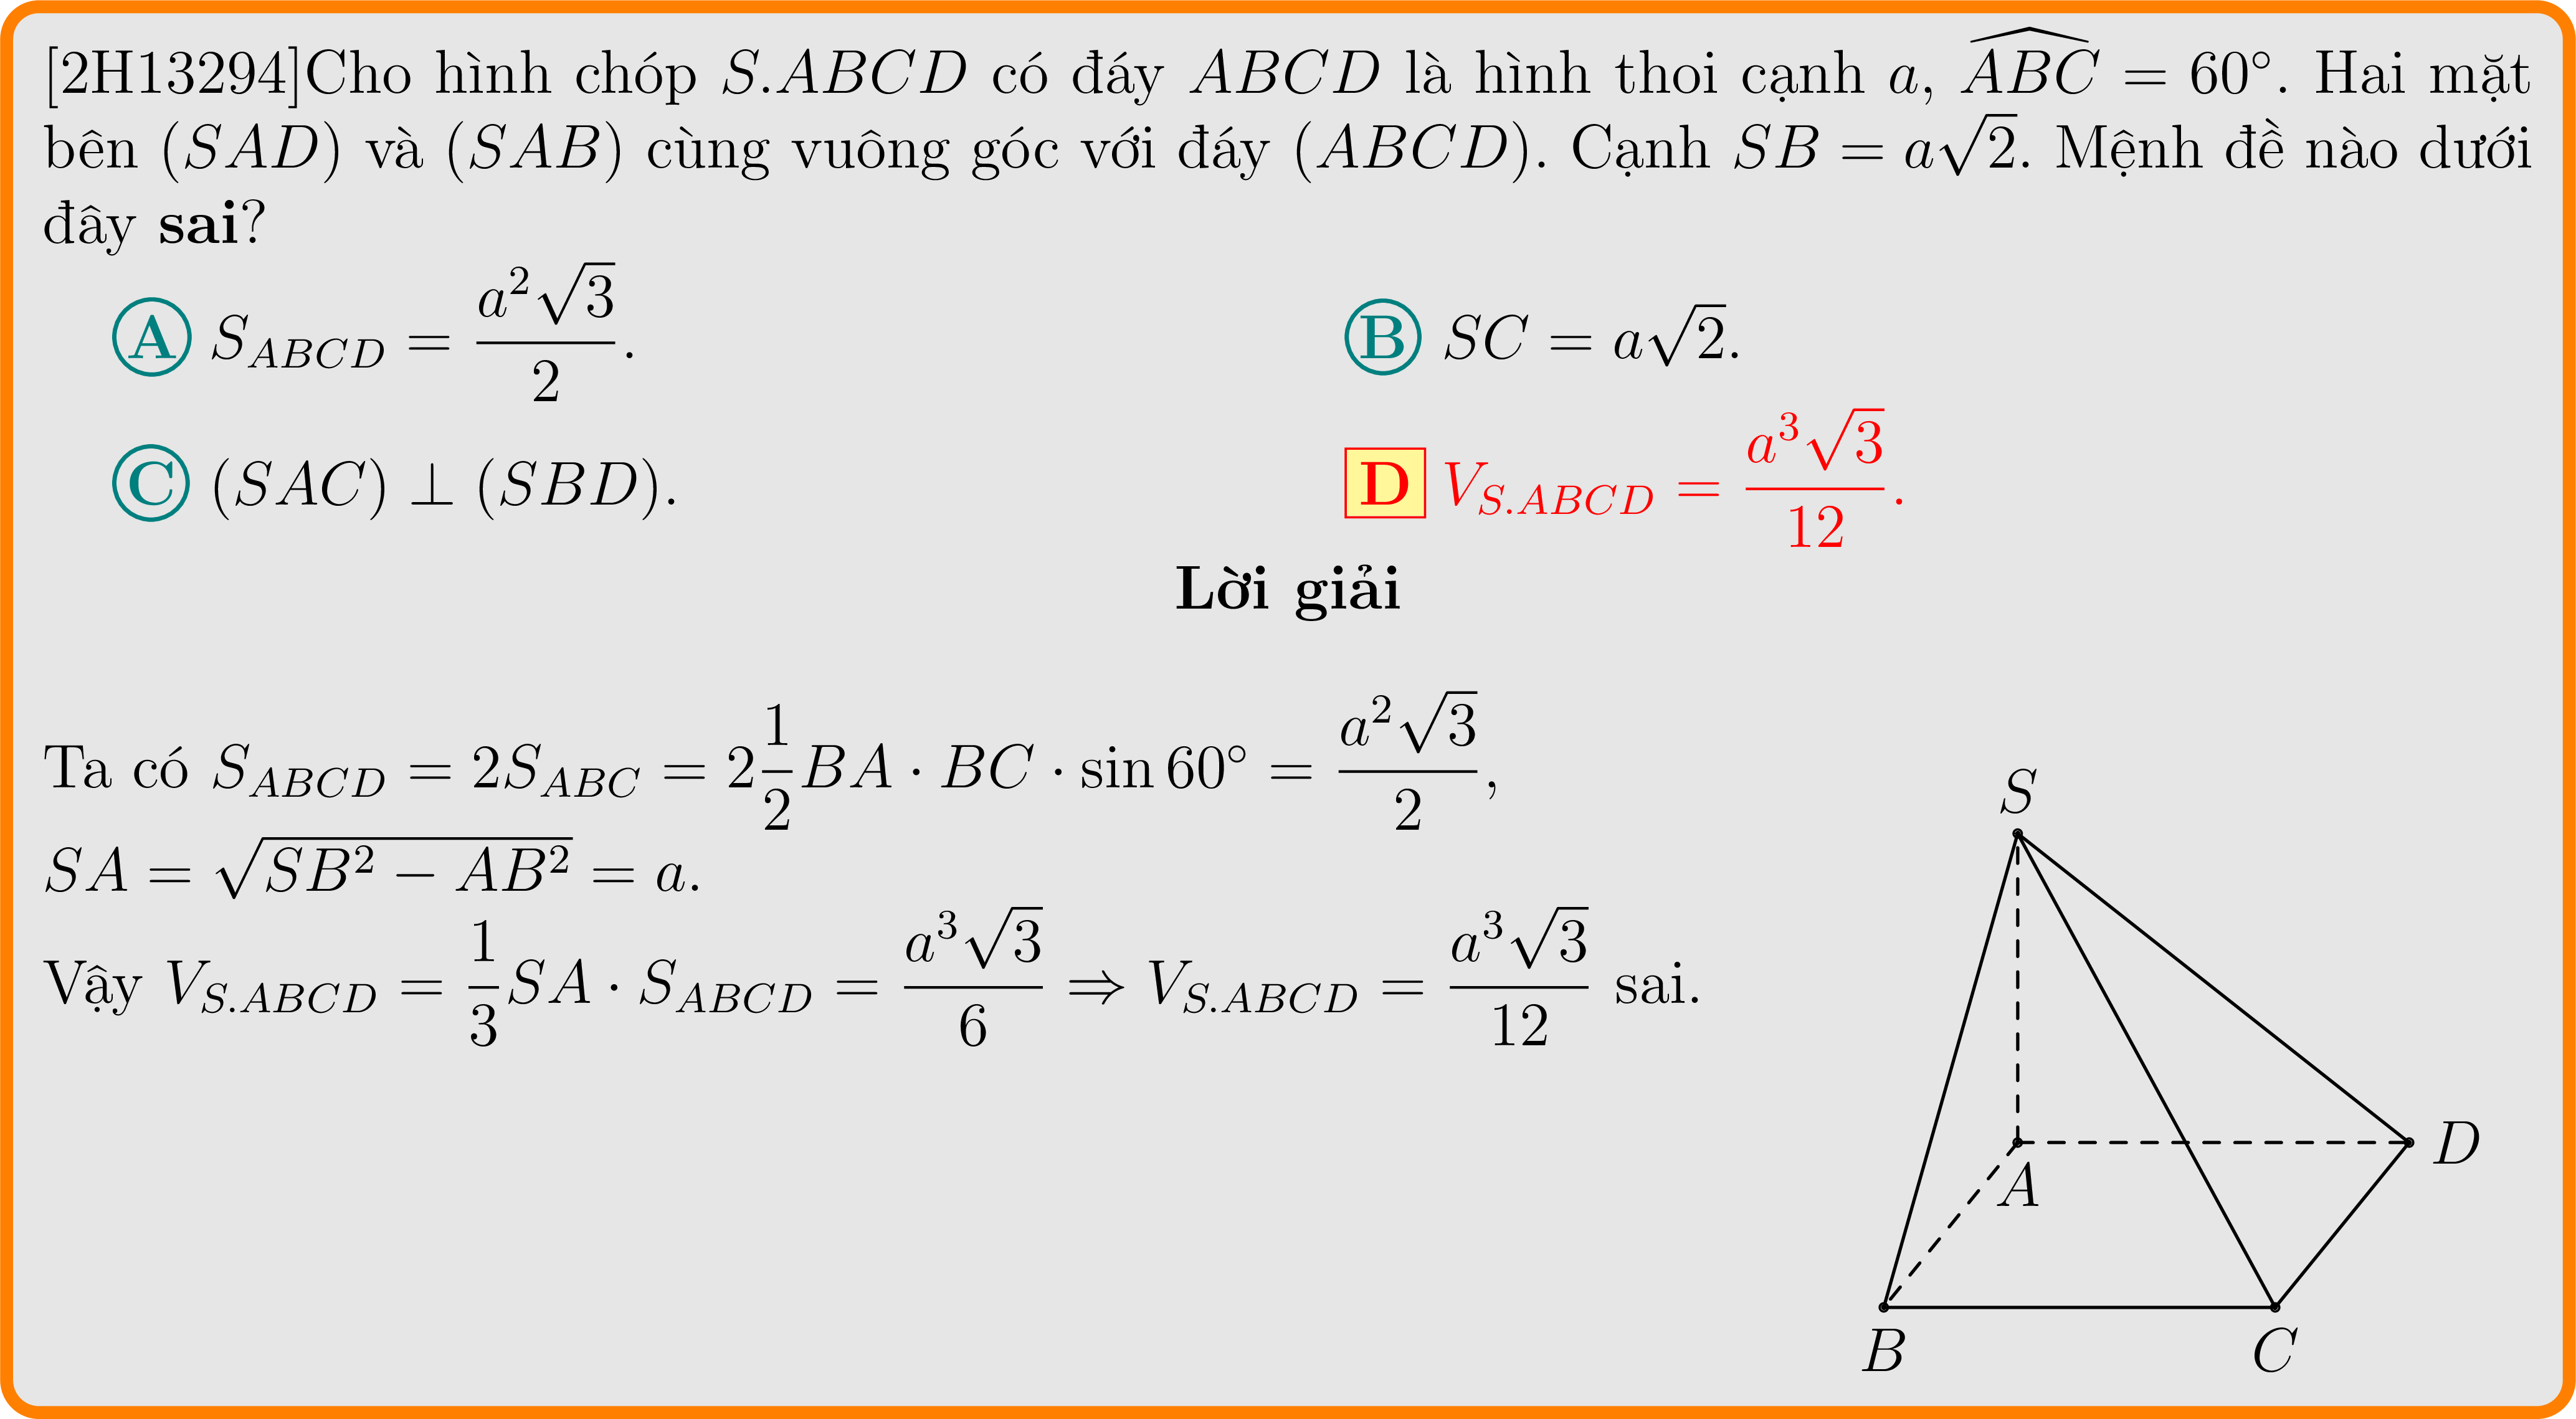 [2H13294]Cho hình chóp S.ABCD có đáy ABCD là hình thoi cạnh a, $\widehat{ABC} = 60^\circ$. Hai mặt
bên (SAD) và (SAB) cùng vuông góc với đáy (ABCD). Cạnh $SB = a\sqrt{2}$. Mệnh đề nào dưới
đây sai?
A $S_{ABCD} = \frac{a^2\sqrt{3}}{2}$.
B $SC = a\sqrt{2}$.
C $(SAC) \perp (SBD)$.
D $V_{S.ABCD} = \frac{a^3\sqrt{3}}{12}$.
Lời giải
Ta có $S_{ABCD} = 2S_{ABC} = 2\frac{1}{2}BA \cdot BC \cdot \sin 60^\circ = \frac{a^2\sqrt{3}}{2}$,
$SA = \sqrt{SB^2 - AB^2} = a$.
Vậy $V_{S.ABCD} = \frac{1}{3}SA \cdot S_{ABCD} = \frac{a^3\sqrt{3}}{6} \Rightarrow V_{S.ABCD} = \frac{a^3\sqrt{3}}{12}$ sai.
S
D
A
B
C